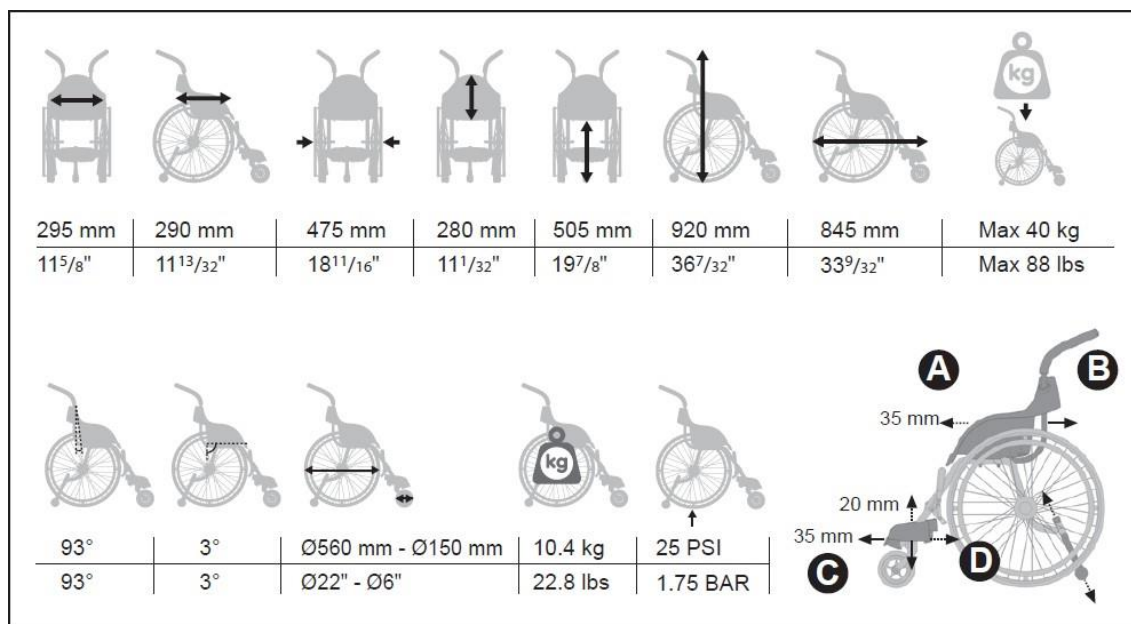 kg
295 mm 290 mm 475 mm 280 mm 505 mm 920 mm 845 mm Max 40 kg
11⁵/₈" 11¹³/₃₂" 18¹¹/₁₆" 11¹/₃₂" 19⁷/₈" 36⁷/₃₂" 33⁹/₃₂" Max 88 lbs
A B
35 mm
kg
20 mm
35 mm
C D
93° 3° Ø560 mm - Ø150 mm 10.4 kg 25 PSI
93° 3° Ø22" - Ø6" 22.8 lbs 1.75 BAR